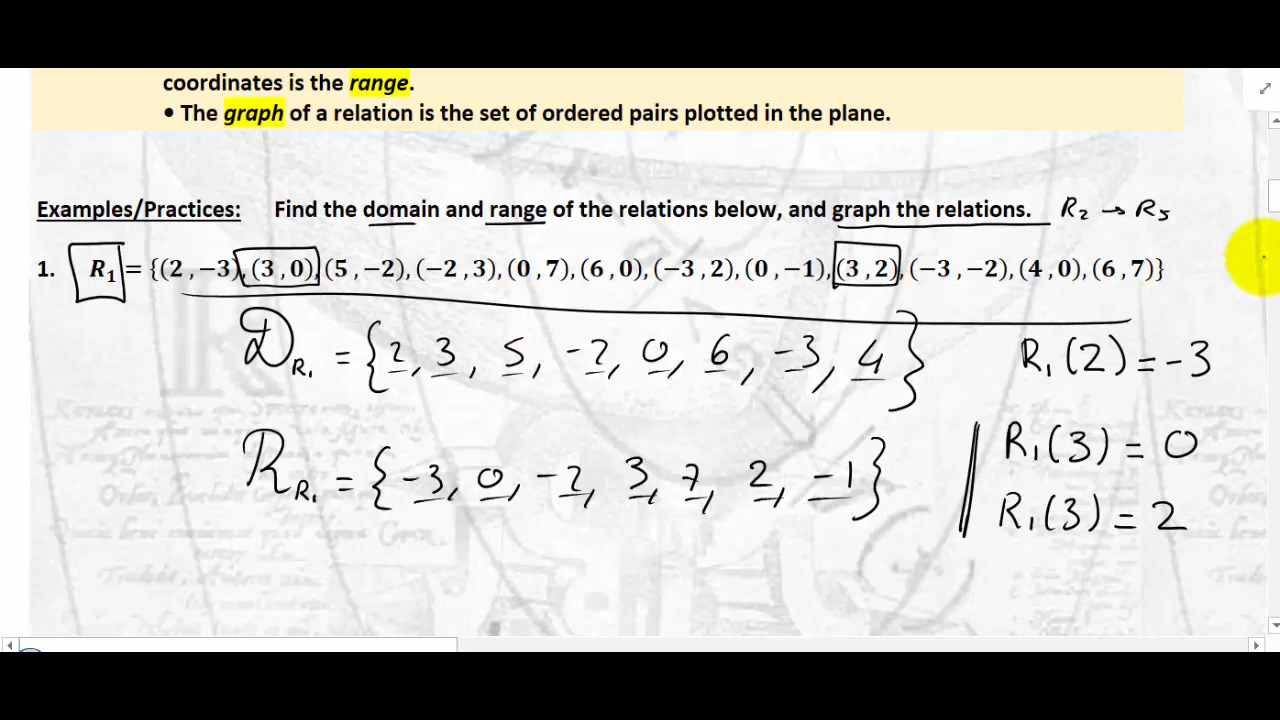 coordinates is the range.
• The graph of a relation is the set of ordered pairs plotted in the plane.
Examples/Practices: Find the domain and range of the relations below, and graph the relations. R₂ → R₅
1. R₁ = {(2 , −3), (3 , 0), (5 , −2), (−2 , 3), (0 , 7), (6 , 0), (−3 , 2), (0 , −1), (3 , 2), (−3 , −2), (4 , 0), (6 , 7)}
D_R₁ = {2, 3, 5, -2, 0, 6, -3, 4}
R₁(2) = -3
R₁(3) = 0
R_R₁ = {-3, 0, -2, 3, 7, 2, -1}
R₁(3) = 2